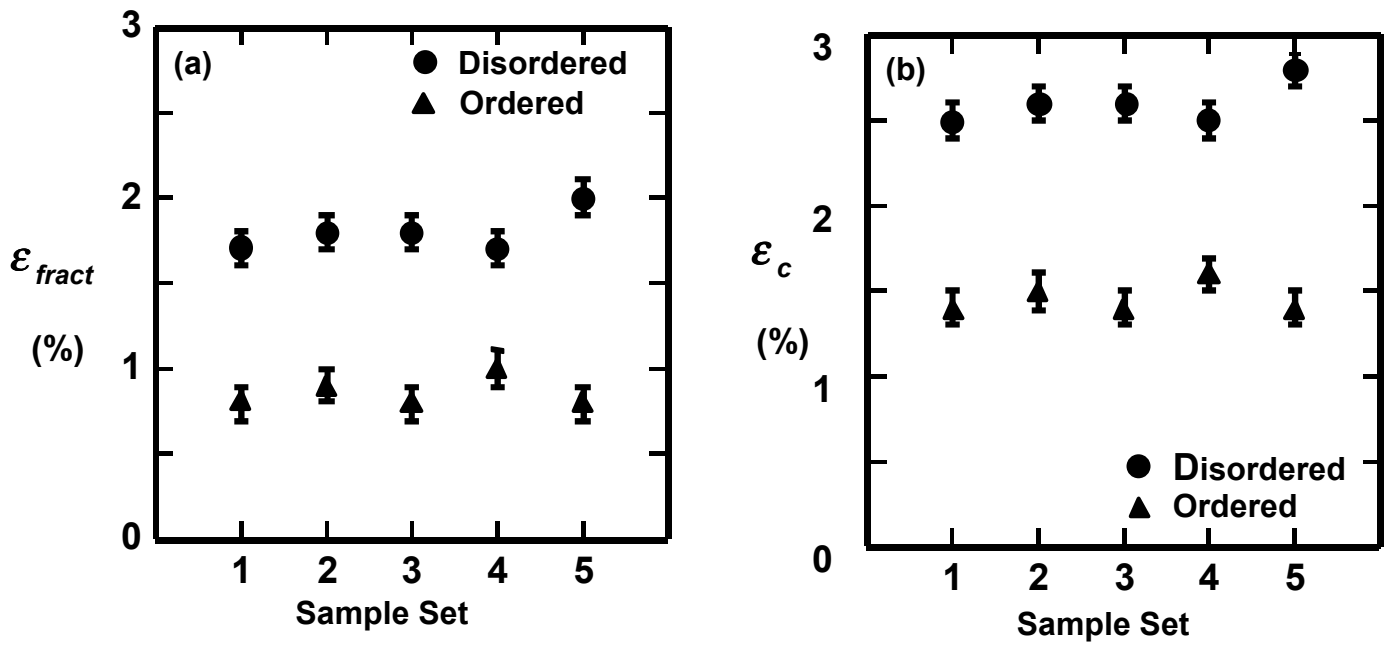 3
(a)
Disordered
Ordered
2
ε fract
(%)
1
0
1 2 3 4 5
Sample Set
3
(b)
2
ε c
(%)
1
Disordered
Ordered
0
1 2 3 4 5
Sample Set